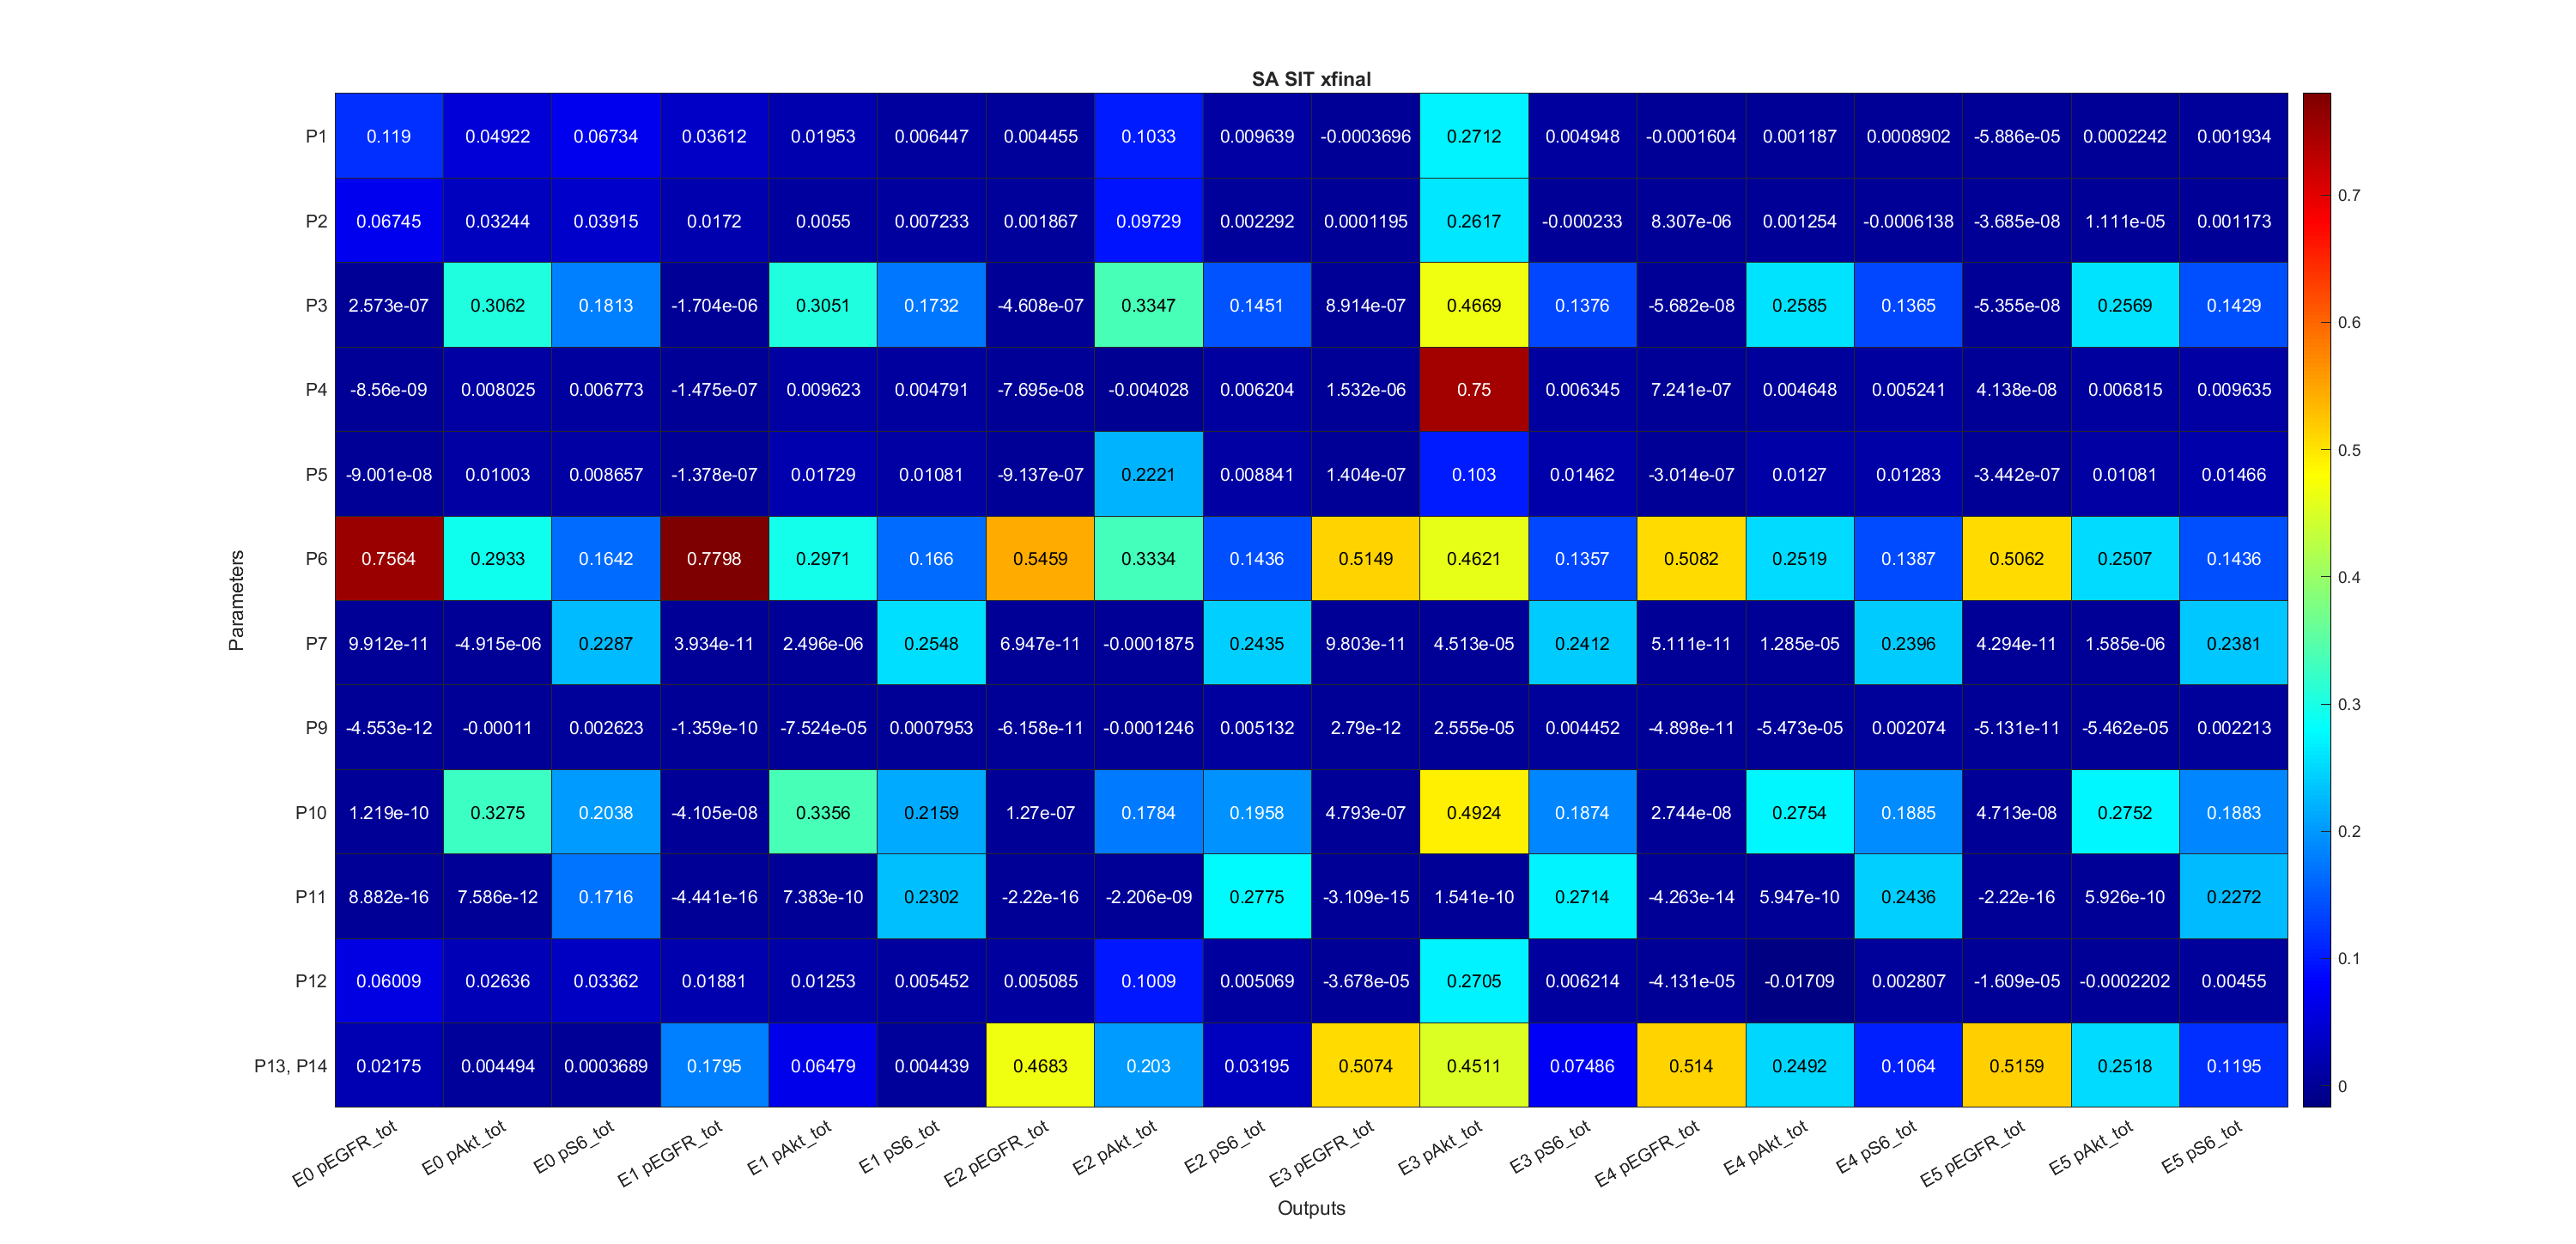 SA SIT xfinal
P1 0.119 0.04922 0.06734 0.03612 0.01953 0.006447 0.004455 0.1033 0.009639 -0.0003696 0.2712 0.004948 -0.0001604 0.001187 0.0008902 -5.886e-05 0.0002242 0.001934
0.7
P2 0.06745 0.03244 0.03915 0.0172 0.0055 0.007233 0.001867 0.09729 0.002292 0.0001195 0.2617 -0.000233 8.307e-06 0.001254 -0.0006138 -3.685e-08 1.111e-05 0.001173
P3 2.573e-07 0.3062 0.1813 -1.704e-06 0.3051 0.1732 -4.608e-07 0.3347 0.1451 8.914e-07 0.4669 0.1376 -5.682e-08 0.2585 0.1365 -5.355e-08 0.2569 0.1429
0.6
P4 -8.56e-09 0.008025 0.006773 -1.475e-07 0.009623 0.004791 -7.695e-08 -0.004028 0.006204 1.532e-06 0.75 0.006345 7.241e-07 0.004648 0.005241 4.138e-08 0.006815 0.009635
0.5
P5 -9.001e-08 0.01003 0.008657 -1.378e-07 0.01729 0.01081 -9.137e-07 0.2221 0.008841 1.404e-07 0.103 0.01462 -3.014e-07 0.0127 0.01283 -3.442e-07 0.01081 0.01466
P6 0.7564 0.2933 0.1642 0.7798 0.2971 0.166 0.5459 0.3334 0.1436 0.5149 0.4621 0.1357 0.5082 0.2519 0.1387 0.5062 0.2507 0.1436
0.4
Parameters
P7 9.912e-11 -4.915e-06 0.2287 3.934e-11 2.496e-06 0.2548 6.947e-11 -0.0001875 0.2435 9.803e-11 4.513e-05 0.2412 5.111e-11 1.285e-05 0.2396 4.294e-11 1.585e-06 0.2381
0.3
P9 -4.553e-12 -0.00011 0.002623 -1.359e-10 -7.524e-05 0.0007953 -6.158e-11 -0.0001246 0.005132 2.79e-12 2.555e-05 0.004452 -4.898e-11 -5.473e-05 0.002074 -5.131e-11 -5.462e-05 0.002213
P10 1.219e-10 0.3275 0.2038 -4.105e-08 0.3356 0.2159 1.27e-07 0.1784 0.1958 4.793e-07 0.4924 0.1874 2.744e-08 0.2754 0.1885 4.713e-08 0.2752 0.1883
0.2
P11 8.882e-16 7.586e-12 0.1716 -4.441e-16 7.383e-10 0.2302 -2.22e-16 -2.206e-09 0.2775 -3.109e-15 1.541e-10 0.2714 -4.263e-14 5.947e-10 0.2436 -2.22e-16 5.926e-10 0.2272
0.1
P12 0.06009 0.02636 0.03362 0.01881 0.01253 0.005452 0.005085 0.1009 0.005069 -3.678e-05 0.2705 0.006214 -4.131e-05 -0.01709 0.002807 -1.609e-05 -0.0002202 0.00455
P13, P14 0.02175 0.004494 0.0003689 0.1795 0.06479 0.004439 0.4683 0.203 0.03195 0.5074 0.4511 0.07486 0.514 0.2492 0.1064 0.5159 0.2518 0.1195
0
E0 pEGFR_tot E0 pAkt_tot E0 pS6_tot E1 pEGFR_tot E1 pAkt_tot E1 pS6_tot E2 pEGFR_tot E2 pAkt_tot E2 pS6_tot E3 pEGFR_tot E3 pAkt_tot E3 pS6_tot E4 pEGFR_tot E4 pAkt_tot E4 pS6_tot E5 pEGFR_tot E5 pAkt_tot E5 pS6_tot
Outputs